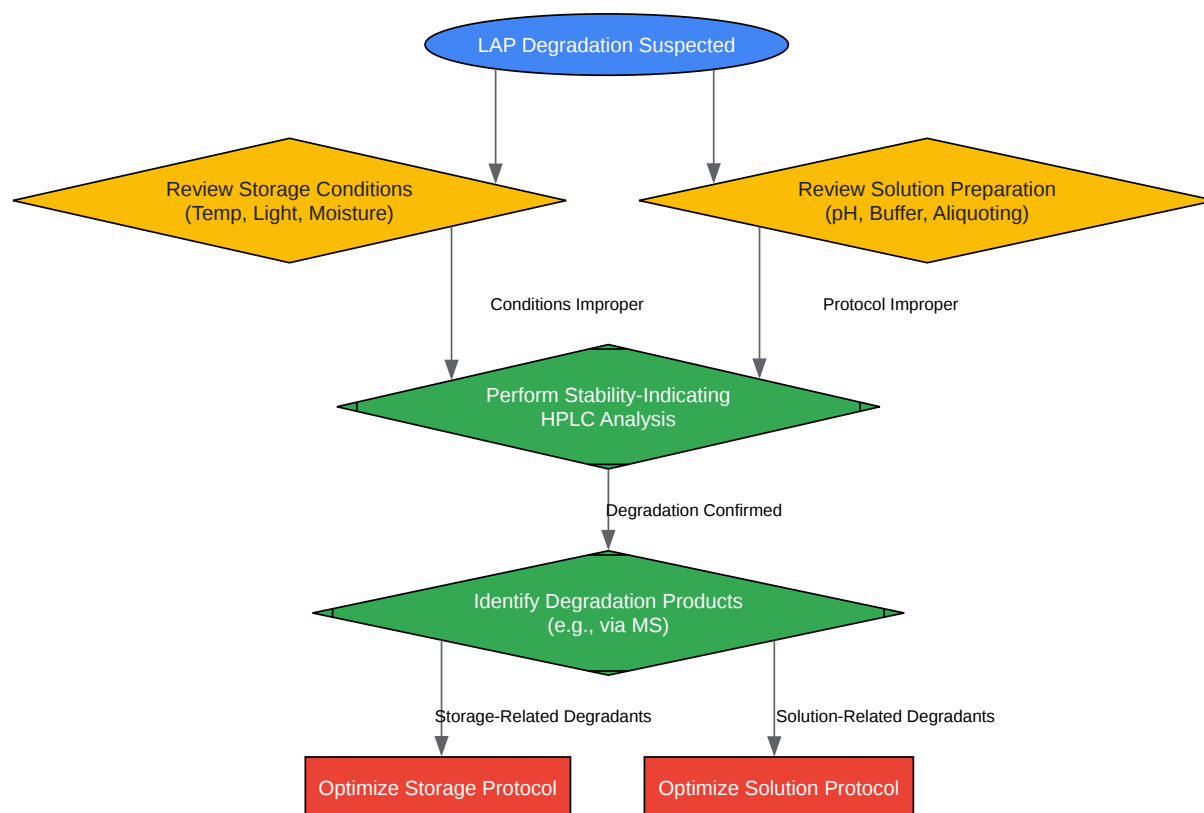 LAP Degradation Suspected
Review Storage Conditions
(Temp, Light, Moisture)
Review Solution Preparation
(pH, Buffer, Aliquoting)
Conditions Improper
Protocol Improper
Perform Stability-Indicating
HPLC Analysis
Degradation Confirmed
Identify Degradation Products
(e.g., via MS)
Storage-Related Degradants
Solution-Related Degradants
Optimize Storage Protocol
Optimize Solution Protocol